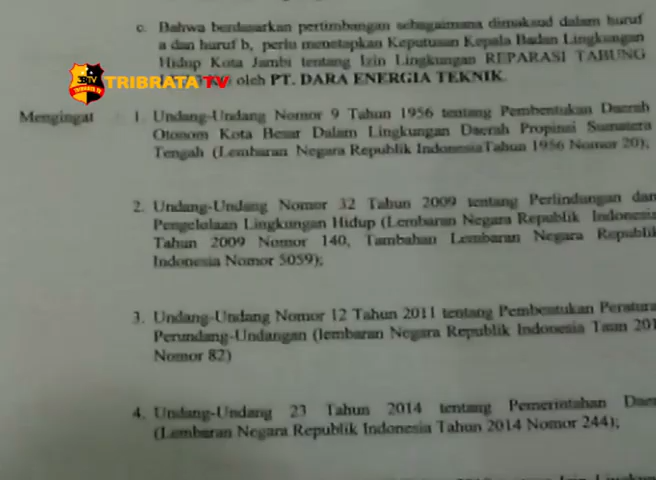 c. Bahwa berdasarkan pertimbangan sebagaimana dimaksud dalam huruf
a dan huruf b, perlu menetapkan Keputusan Kepala Badan Lingkungan
Hidup Kota Jambi tentang Izin Lingkungan REPARASI TABUNG
TRIBRATA TV oleh PT. DARA ENERGIA TEKNIK.
Mengingat : 1. Undang-Undang Nomor 9 Tahun 1956 tentang Pembentukan Daerah
Otonom Kota Besar Dalam Lingkungan Daerah Propinsi Sumatera
Tengah (Lembaran Negara Republik IndonesiaTahun 1956 Nomor 20);
2. Undang-Undang Nomor 32 Tahun 2009 tentang Perlindungan dan
Pengelolaan Lingkungan Hidup (Lembaran Negara Republik Indonesia
Tahun 2009 Nomor 140, Tambahan Lembaran Negara Republik
Indonesia Nomor 5059);
3. Undang-Undang Nomor 12 Tahun 2011 tentang Pembentukan Peratura
Perundang-Undangan (lembaran Negara Republik Indonesia Taun 201
Nomor 82)
4. Undang-Undang 23 Tahun 2014 tentang Pemerintahan Daer
(Lembaran Negara Republik Indonesia Tahun 2014 Nomor 244);